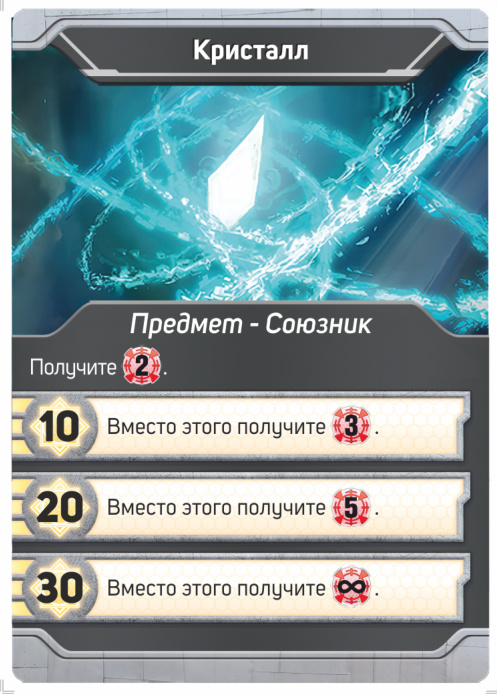 Кристалл
Предмет - Союзник
Получите 2.
10 Вместо этого получите 3.
20 Вместо этого получите 5.
30 Вместо этого получите ∞.